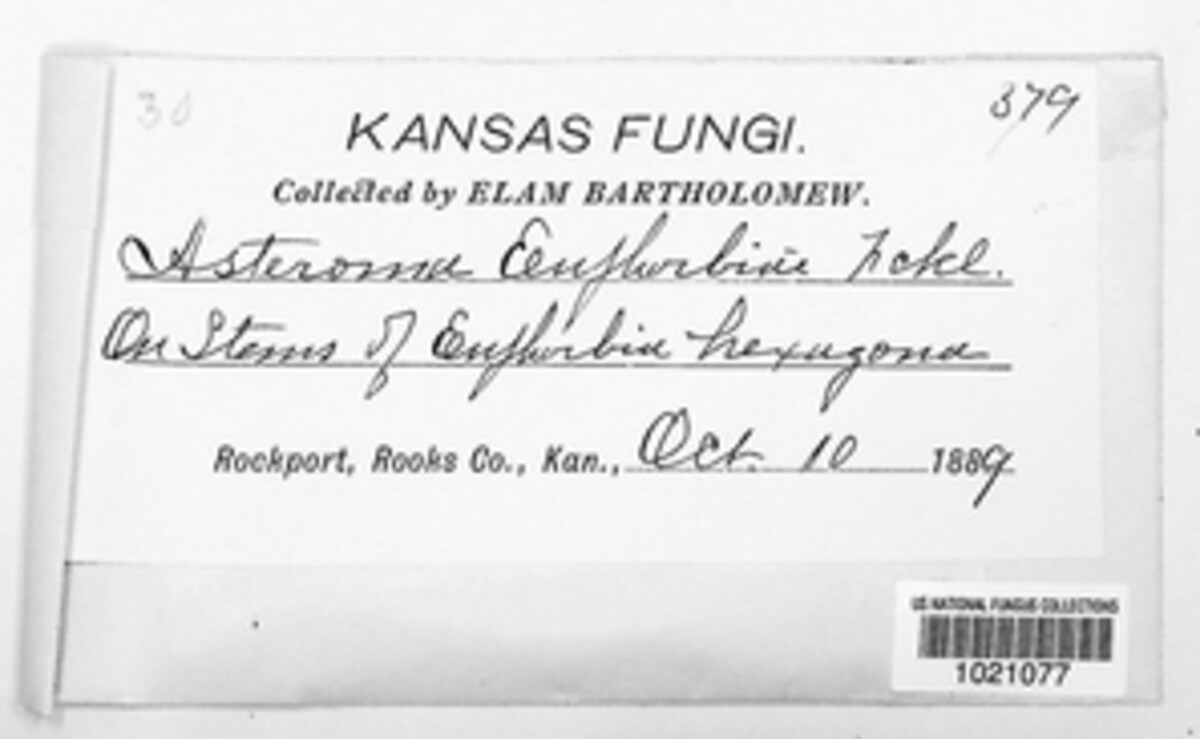 30
379
KANSAS FUNGI.
Collected by ELAM BARTHOLOMEW.
Asteroma Euphorbiae Fckl.
On Stems of Euphorbia hexagona
Rockport, Rooks Co., Kan., Oct. 10 1889
US NATIONAL FUNGUS COLLECTIONS
1021077